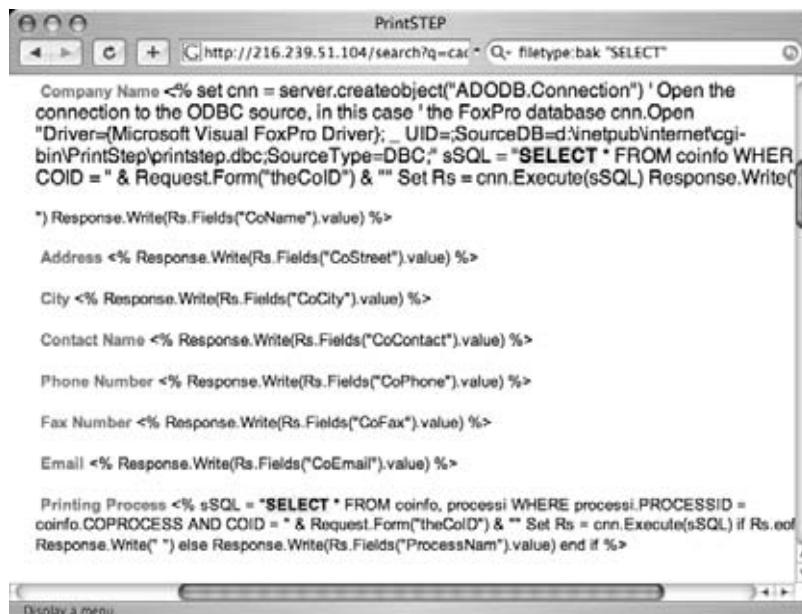 PrintSTEP
http://216.239.51.104/search?q=cac filetype:bak "SELECT"
Company Name <% set cnn = server.createobject("ADODB.Connection") ' Open the
connection to the ODBC source, in this case ' the FoxPro database cnn.Open
"Driver={Microsoft Visual FoxPro Driver}; _ UID=;SourceDB=d:\inetpub\internet\cgi-
bin\PrintStep\printstep.dbc;SourceType=DBC;" sSQL = "SELECT * FROM coinfo WHER
COID = " & Request.Form("theCoID") & "" Set Rs = cnn.Execute(sSQL) Response.Write("
") Response.Write(Rs.Fields("CoName").value) %>
Address <% Response.Write(Rs.Fields("CoStreet").value) %>
City <% Response.Write(Rs.Fields("CoCity").value) %>
Contact Name <% Response.Write(Rs.Fields("CoContact").value) %>
Phone Number <% Response.Write(Rs.Fields("CoPhone").value) %>
Fax Number <% Response.Write(Rs.Fields("CoFax").value) %>
Email <% Response.Write(Rs.Fields("CoEmail").value) %>
Printing Process <% sSQL = "SELECT * FROM coinfo, processi WHERE processi.PROCESSID =
coinfo.COPROCESS AND COID = " & Request.Form("theCoID") & "" Set Rs = cnn.Execute(sSQL) if Rs.eof
Response.Write(" ") else Response.Write(Rs.Fields("ProcessNam").value) end if %>
Display a menu